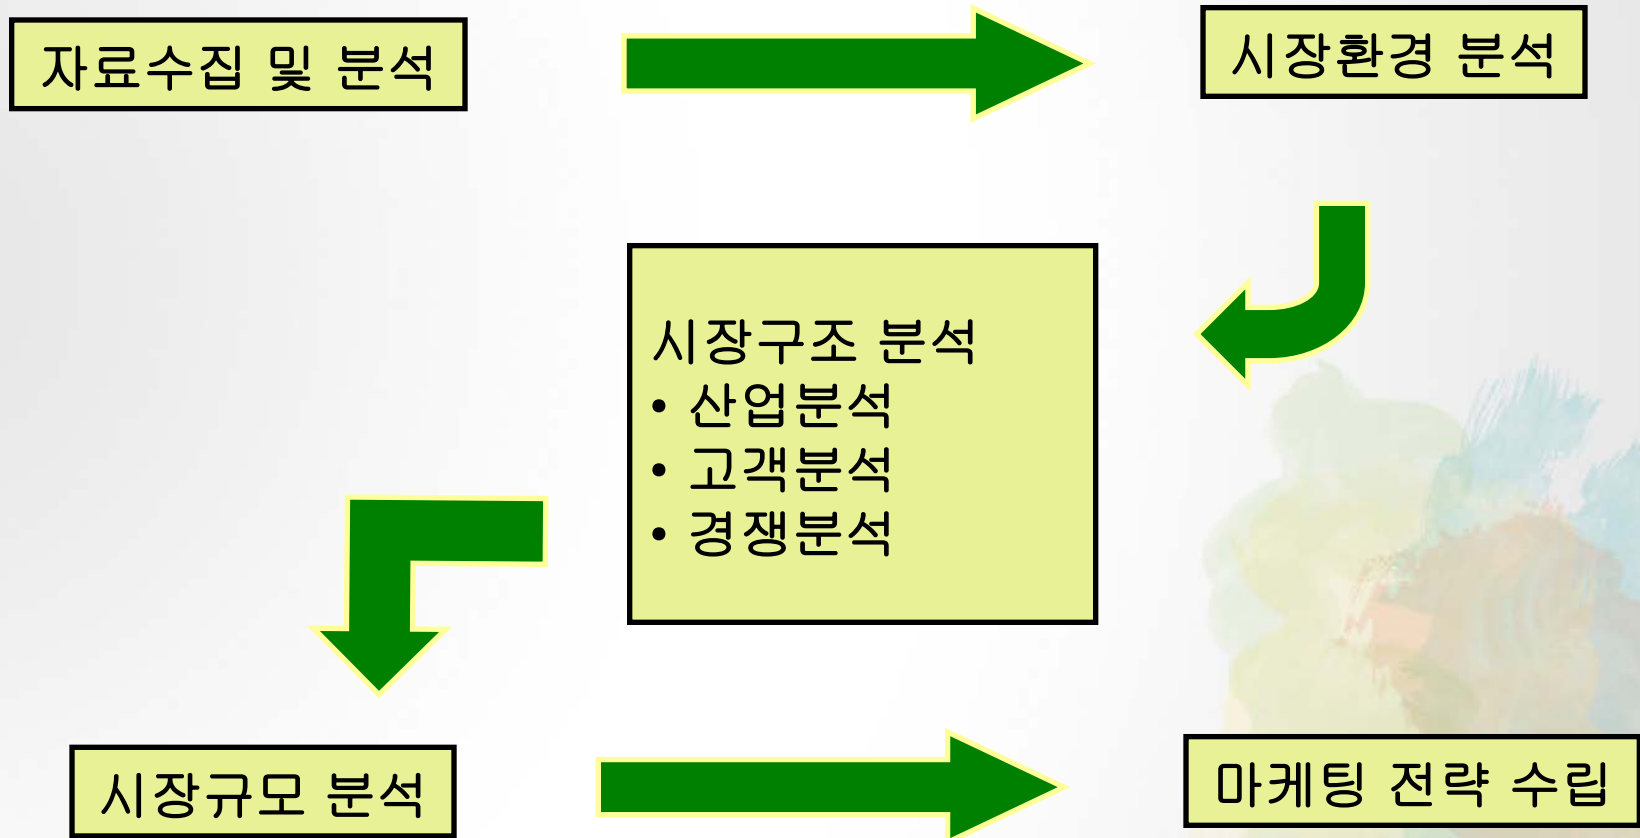 자료수집 및 분석
시장환경 분석
시장구조 분석
• 산업분석
• 고객분석
• 경쟁분석
시장규모 분석
마케팅 전략 수립